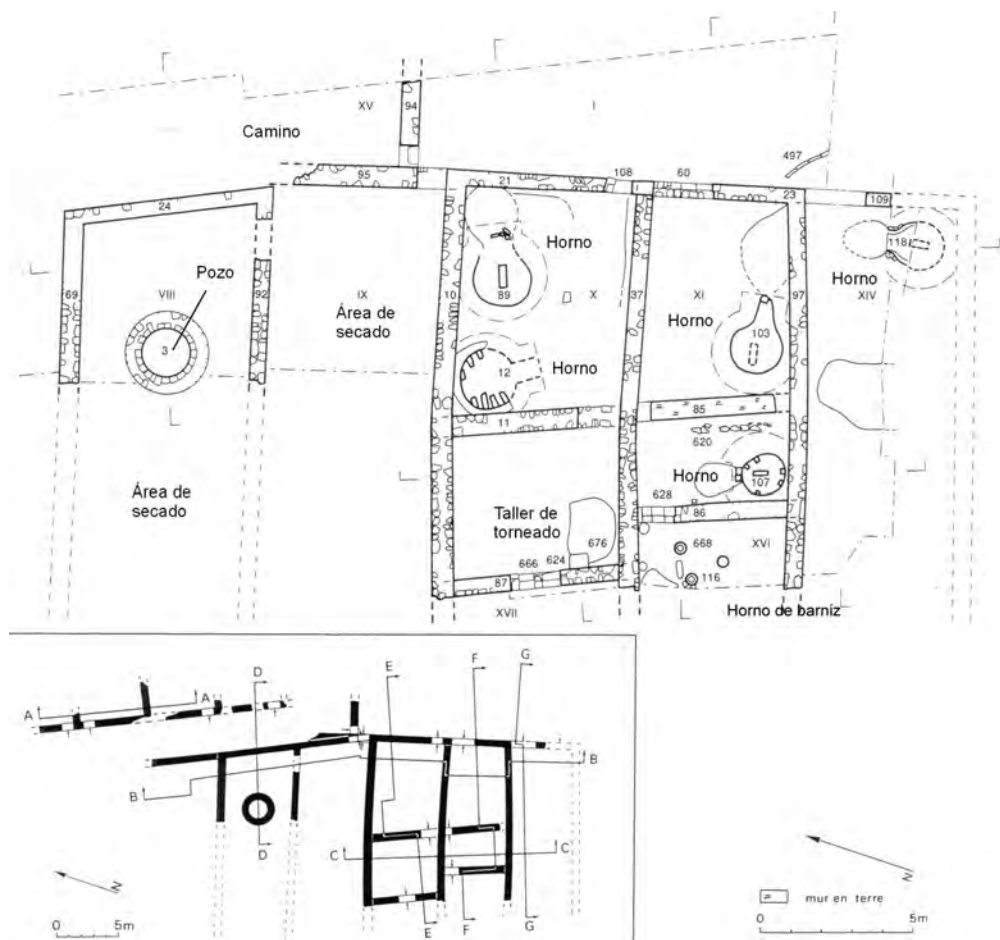 XV
94
I
Camino
497
95
21
108
60
23
109
24
118
Horno
Horno
Pozo
69
VIII
92
IX
10
89
X
37
XI
97
XIV
Área de
secado
Horno
103
3
12
Horno
11
85
620
Horno
107
Área de
secado
628
86
Taller de
torneado
676
XVI
668
666
624
87
116
XVII
Horno de barniz
A
A
D
E
F
G
B
B
C
C
D
E
F
G
N
0
5m
N
mur en terre
0
5m